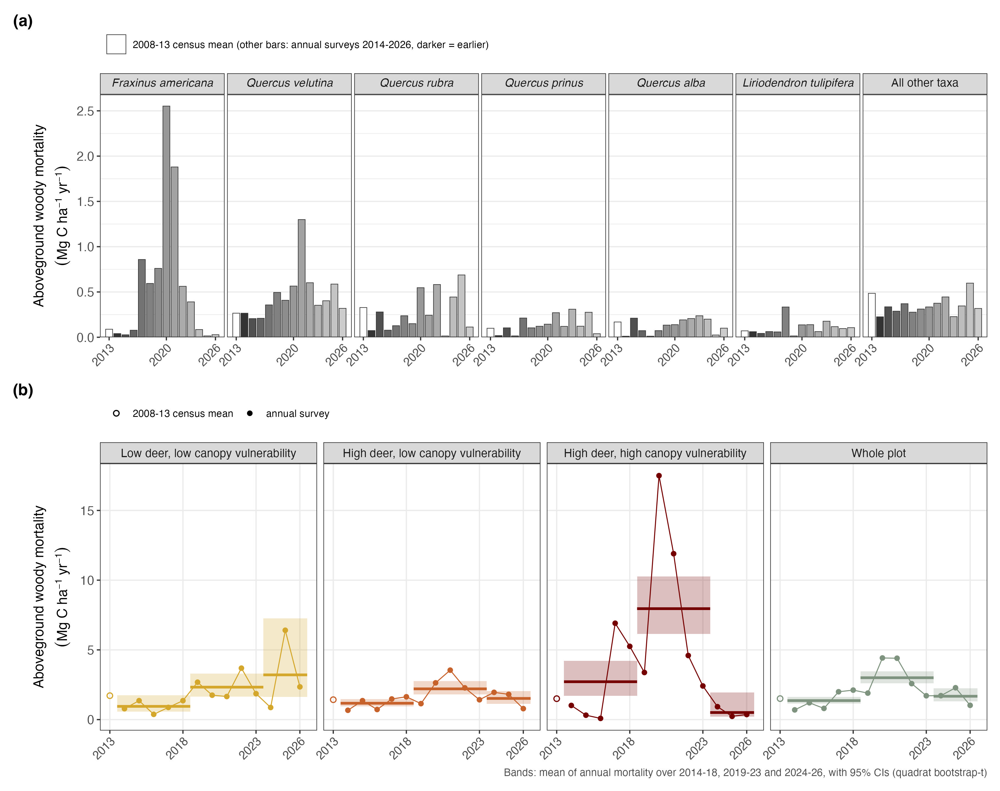 (a)
2008-13 census mean (other bars: annual surveys 2014-2026, darker = earlier)
Fraxinus americana
Quercus velutina
Quercus rubra
Quercus prinus
Quercus alba
Liriodendron tulipifera
All other taxa
Aboveground woody mortality
(Mg C ha⁻¹ yr⁻¹)
2.5
2.0
1.5
1.0
0.5
0.0
2013 2020 2026
2013 2020 2026
2013 2020 2026
2013 2020 2026
2013 2020 2026
2013 2020 2026
2013 2020 2026
(b)
2008-13 census mean
annual survey
Low deer, low canopy vulnerability
High deer, low canopy vulnerability
High deer, high canopy vulnerability
Whole plot
Aboveground woody mortality
(Mg C ha⁻¹ yr⁻¹)
15
10
5
0
2013 2018 2023 2026
2013 2018 2023 2026
2013 2018 2023 2026
2013 2018 2023 2026
Bands: mean of annual mortality over 2014-18, 2019-23 and 2024-26, with 95% CIs (quadrat bootstrap-t)